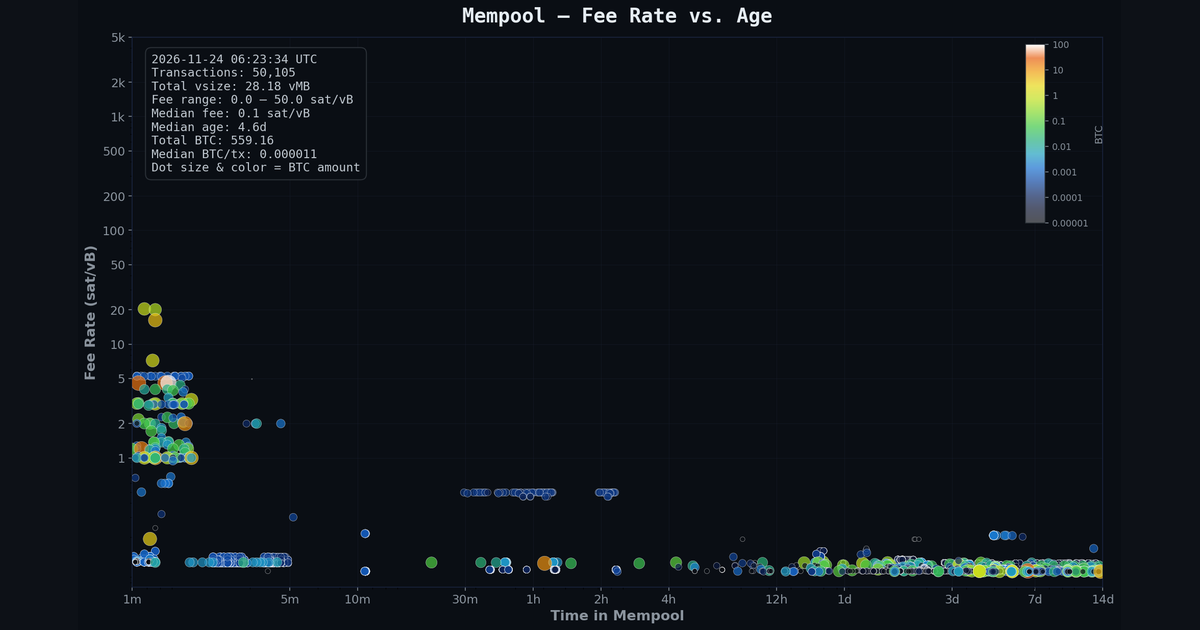 Mempool — Fee Rate vs. Age
2026-11-24 06:23:34 UTC
Transactions: 50,105
Total vsize: 28.18 vMB
Fee range: 0.0 – 50.0 sat/vB
Median fee: 0.1 sat/vB
Median age: 4.6d
Total BTC: 559.16
Median BTC/tx: 0.000011
Dot size & color = BTC amount
100
10
1
0.1
0.01
0.001
0.0001
0.00001
BTC
Fee Rate (sat/vB)
5k
2k
1k
500
200
100
50
20
10
5
2
1
1m 5m 10m 30m 1h 2h 4h 12h 1d 3d 7d 14d
Time in Mempool